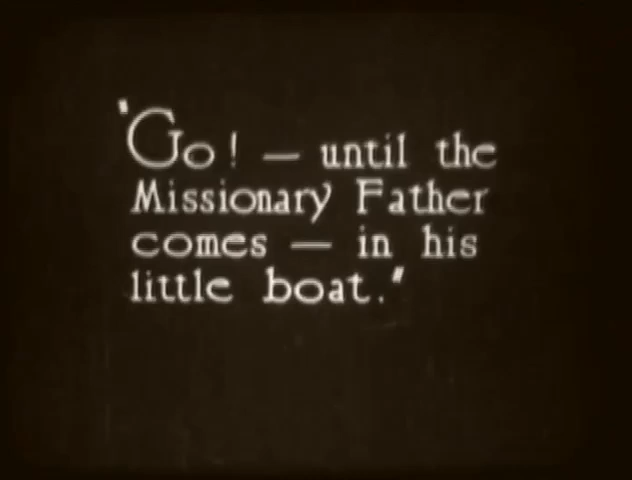 "Go! — until the
Missionary Father
comes — in his
little boat."